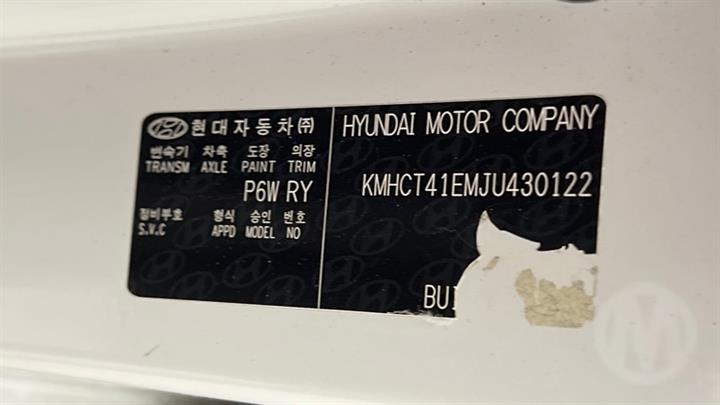 현대자동차㈜
변속기 차축 도장 의장
TRANSM AXLE PAINT TRIM
P6W RY
정비부호 형식 승인 번호
S.V.C APPD MODEL NO
HYUNDAI MOTOR COMPANY
KMHCT41EMJU430122
BU
M